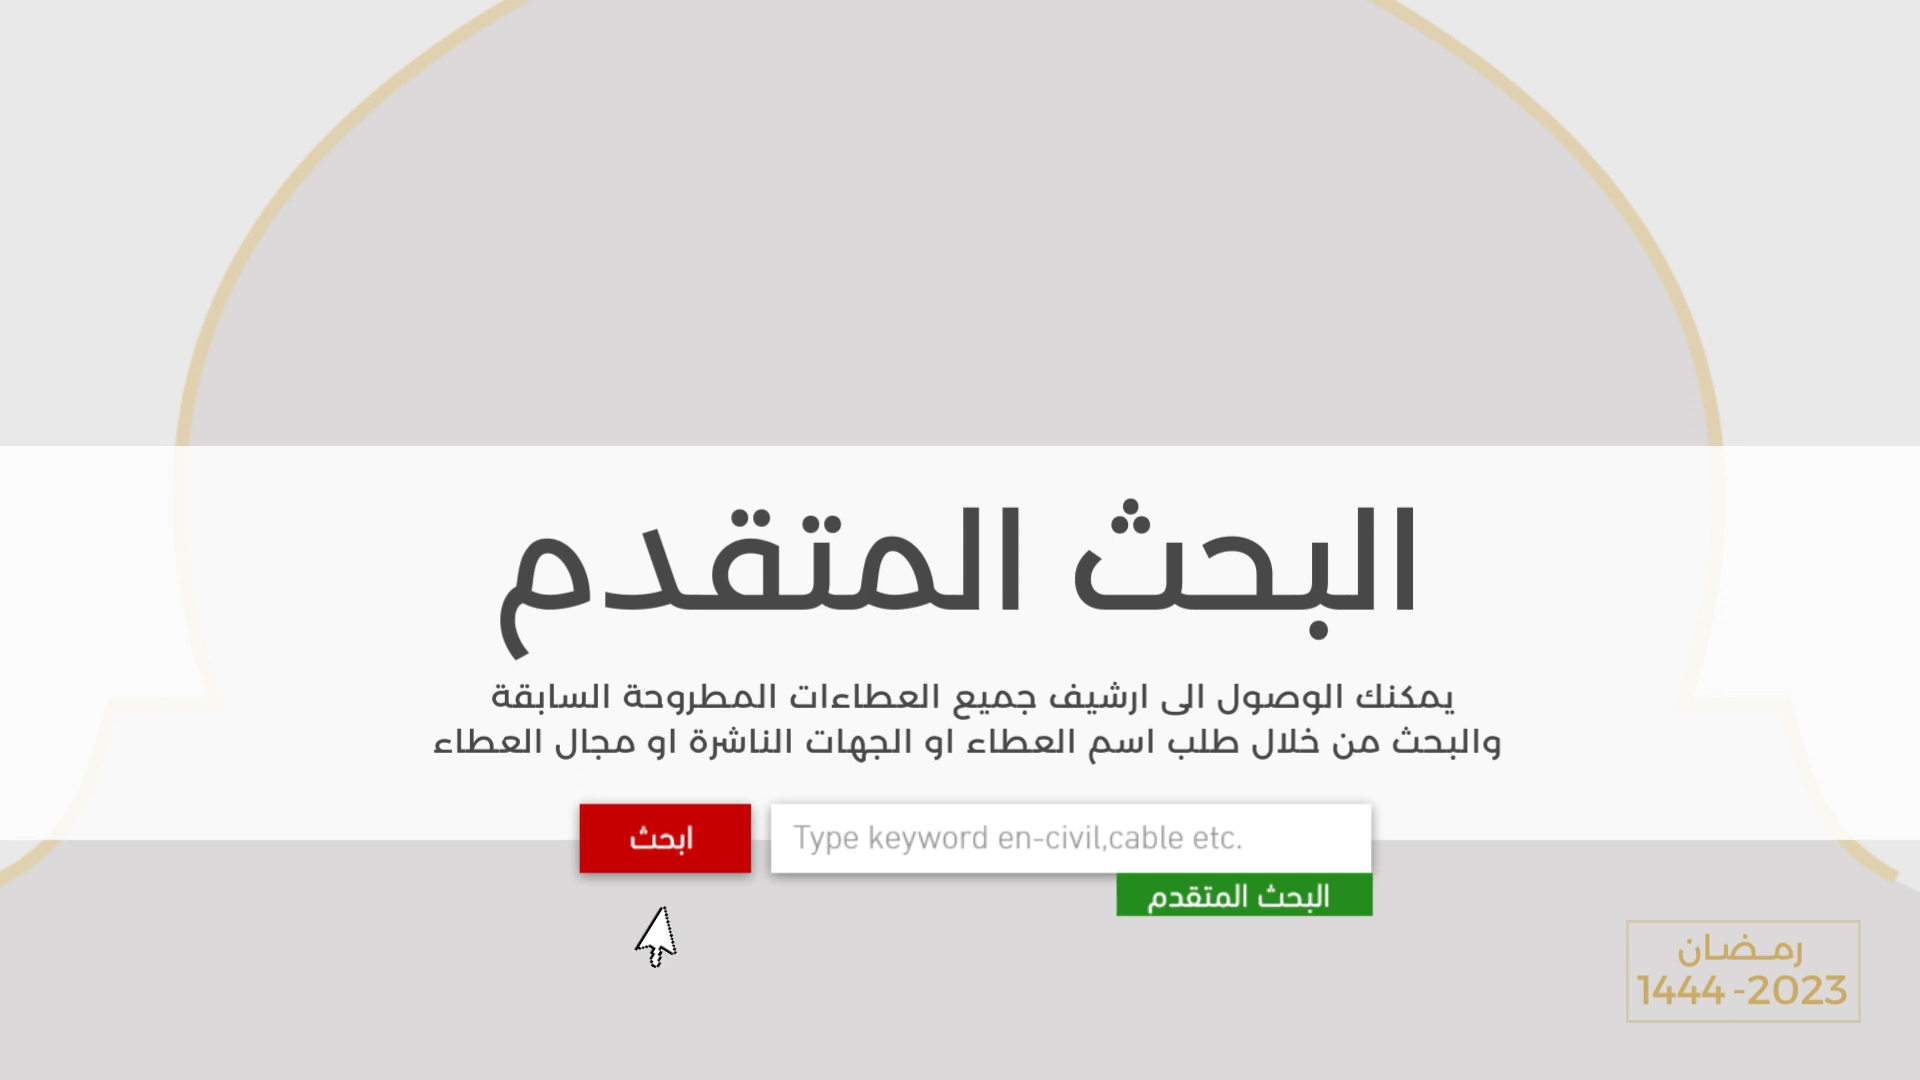 البحث المتقدم
يمكنك الوصول الى ارشيف جميع العطاءات المطروحة السابقة
والبحث من خلال طلب اسم العطاء او الجهات الناشرة او مجال العطاء
Type keyword en-civil,cable etc.
ابحث
البحث المتقدم
رمـضـان
1444-2023